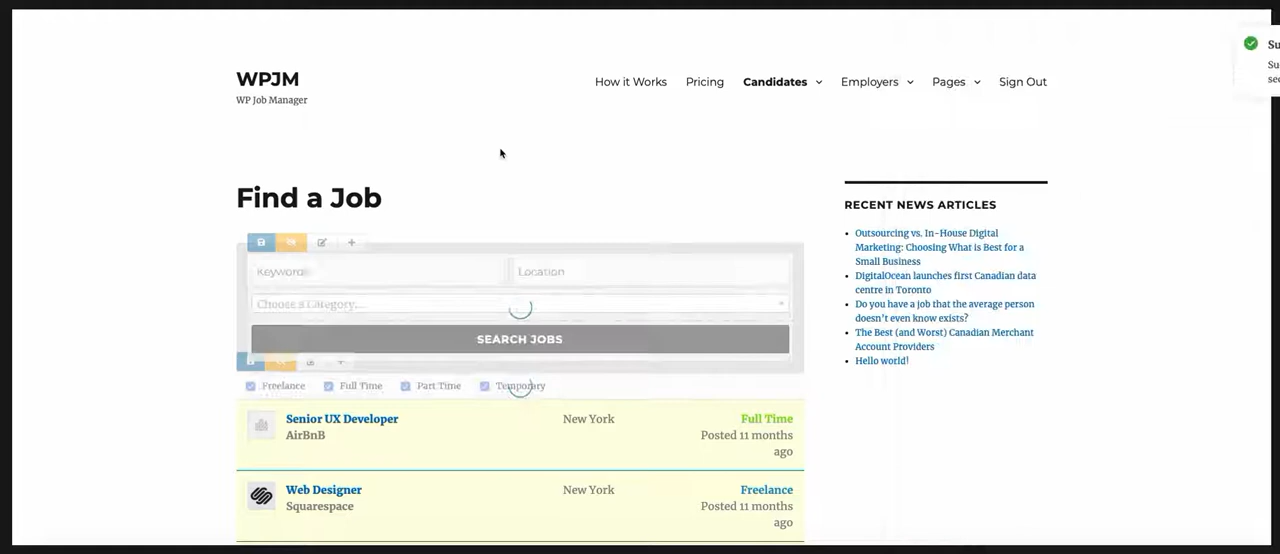 WPJM
WP Job Manager
How it Works Pricing Candidates Employers Pages Sign Out
Find a Job
Keywords Location
Choose a Category...
SEARCH JOBS
Freelance Full Time Part Time Temporary
Senior UX Developer New York Full Time
AirBnB Posted 11 months
ago
Web Designer New York Freelance
Squarespace Posted 11 months
ago
RECENT NEWS ARTICLES
Outsourcing vs. In-House Digital
Marketing: Choosing What is Best for a
Small Business
DigitalOcean launches first Canadian data
centre in Toronto
Do you have a job that the average person
doesn't even know exists?
The Best (and Worst) Canadian Merchant
Account Providers
Hello world!